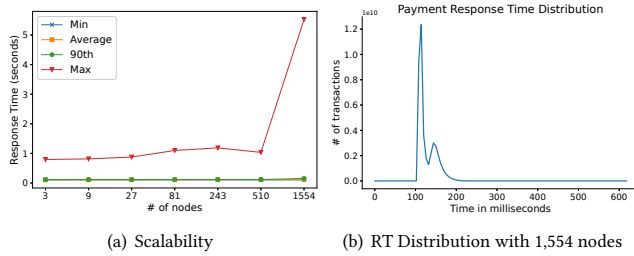 Min
Average
90th
Max
Response Time (seconds)
5
4
3
2
1
0
3 9 27 81 243 510 1554
# of nodes
(a) Scalability
Payment Response Time Distribution
1e10
# of transactions
1.2
1.0
0.8
0.6
0.4
0.2
0.0
0 100 200 300 400 500 600
Time in milliseconds
(b) RT Distribution with 1,554 nodes